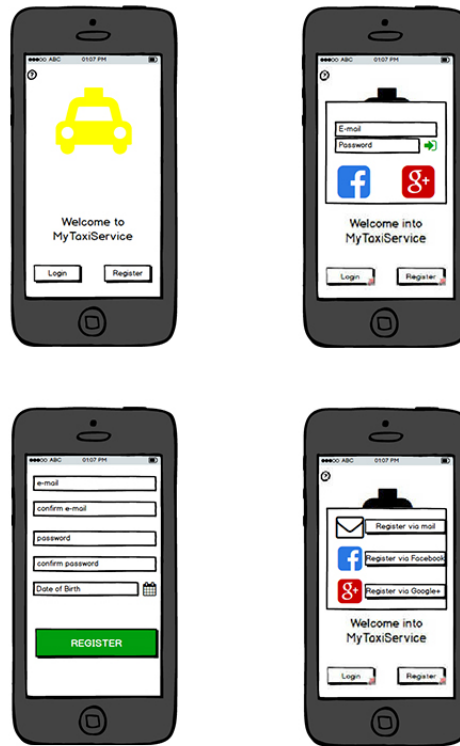 ABC 01:07 PM
?
Welcome to
MyTaxiService
Login Register
ABC 01:07 PM
?
E-mail
Password
f g+
Welcome into
MyTaxiService
Login Register
ABC 01:07 PM
e-mail
confirm e-mail
password
confirm password
Date of Birth
REGISTER
ABC 01:07 PM
?
Register via mail
f Register via Facebook
g+ Register via Google+
Welcome into
MyTaxiService
Login Register